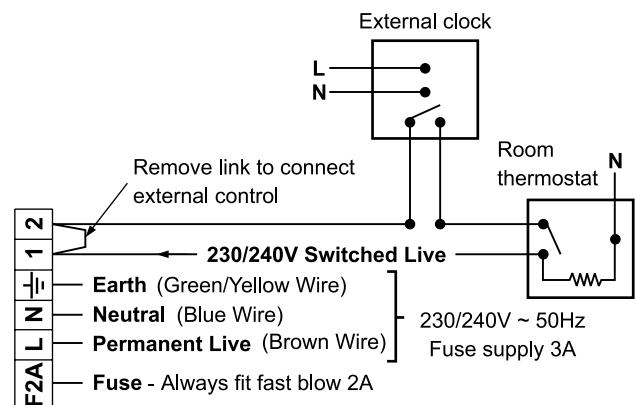 External clock
L
N
Room
thermostat
N
Remove link to connect
external control
2
1
230/240V Switched Live
Earth (Green/Yellow Wire)
N
Neutral (Blue Wire)
L
Permanent Live (Brown Wire)
230/240V ~ 50Hz
Fuse supply 3A
F2A
Fuse - Always fit fast blow 2A